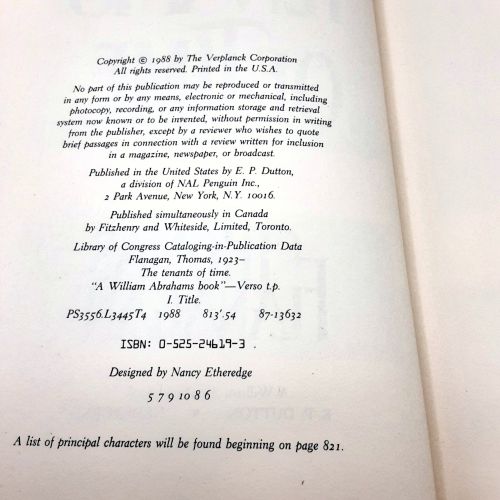 Copyright © 1988 by The Verplanck Corporation
All rights reserved. Printed in the U.S.A.
No part of this publication may be reproduced or transmitted
in any form or by any means, electronic or mechanical, including
photocopy, recording, or any information storage and retrieval
system now known or to be invented, without permission in writing
from the publisher, except by a reviewer who wishes to quote
brief passages in connection with a review written for inclusion
in a magazine, newspaper, or broadcast.
Published in the United States by E. P. Dutton,
a division of NAL Penguin Inc.,
2 Park Avenue, New York, N.Y. 10016.
Published simultaneously in Canada
by Fitzhenry and Whiteside, Limited, Toronto.
Library of Congress Cataloging-in-Publication Data
Flanagan, Thomas, 1923–
The tenants of time.
"A William Abrahams book"—Verso t.p.
I. Title.
PS3556.L3445T4 1988 813'.54 87-13632
ISBN: 0-525-24619-3
Designed by Nancy Etheredge
5 7 9 10 8 6
A list of principal characters will be found beginning on page 821.